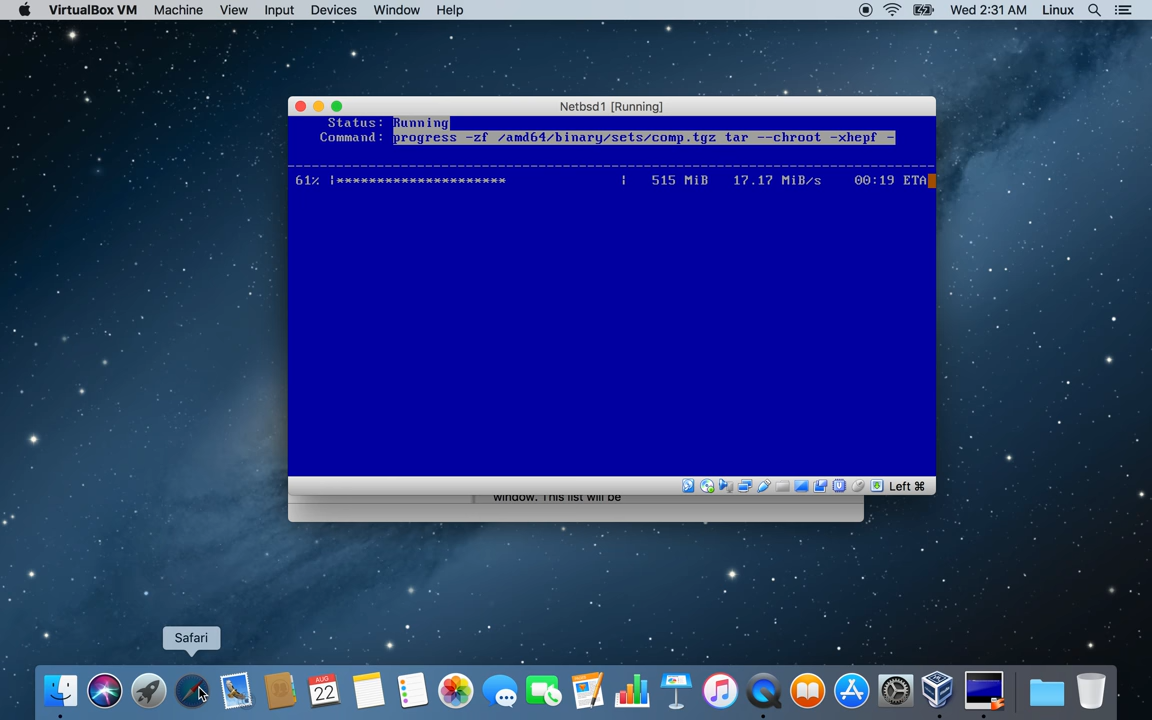 VirtualBox VM Machine View Input Devices Window Help Wed 2:31 AM Linux
Netbsd1 [Running]
Status: Running
Command: progress -zf /amd64/binary/sets/comp.tgz tar --chroot -xhepf -
61% |********************* | 515 MiB 17.17 MiB/s 00:19 ETA
Left ⌘
window. This list will be
Safari
AUG
22